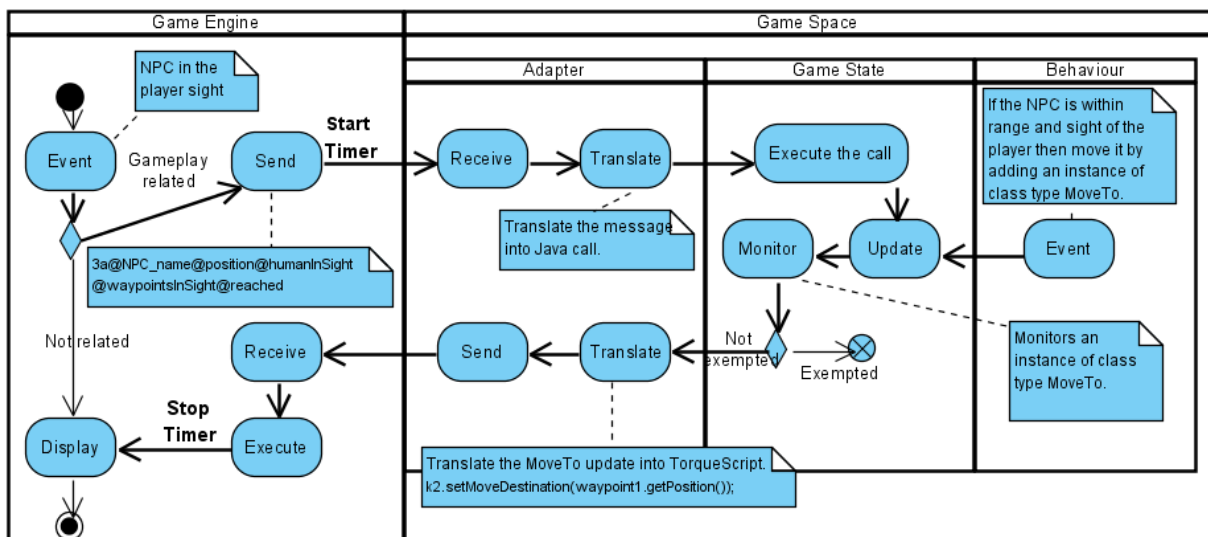 Game Engine
Game Space
Adapter
Game State
Behaviour
NPC in the
player sight
Event
Gameplay
related
Send
Start
Timer
Receive
Translate
Execute the call
If the NPC is within
range and sight of the
player then move it by
adding an instance of
class type MoveTo.
Translate the message
into Java call.
Monitor
Update
Event
3a@NPC_name@position@humanInSight
@waypointsInSight@reached
Not related
Receive
Send
Translate
Not
exempted
Exempted
Monitors an
instance of class
type MoveTo.
Display
Stop
Timer
Execute
Translate the MoveTo update into TorqueScript.
k2.setMoveDestination(waypoint1.getPosition());